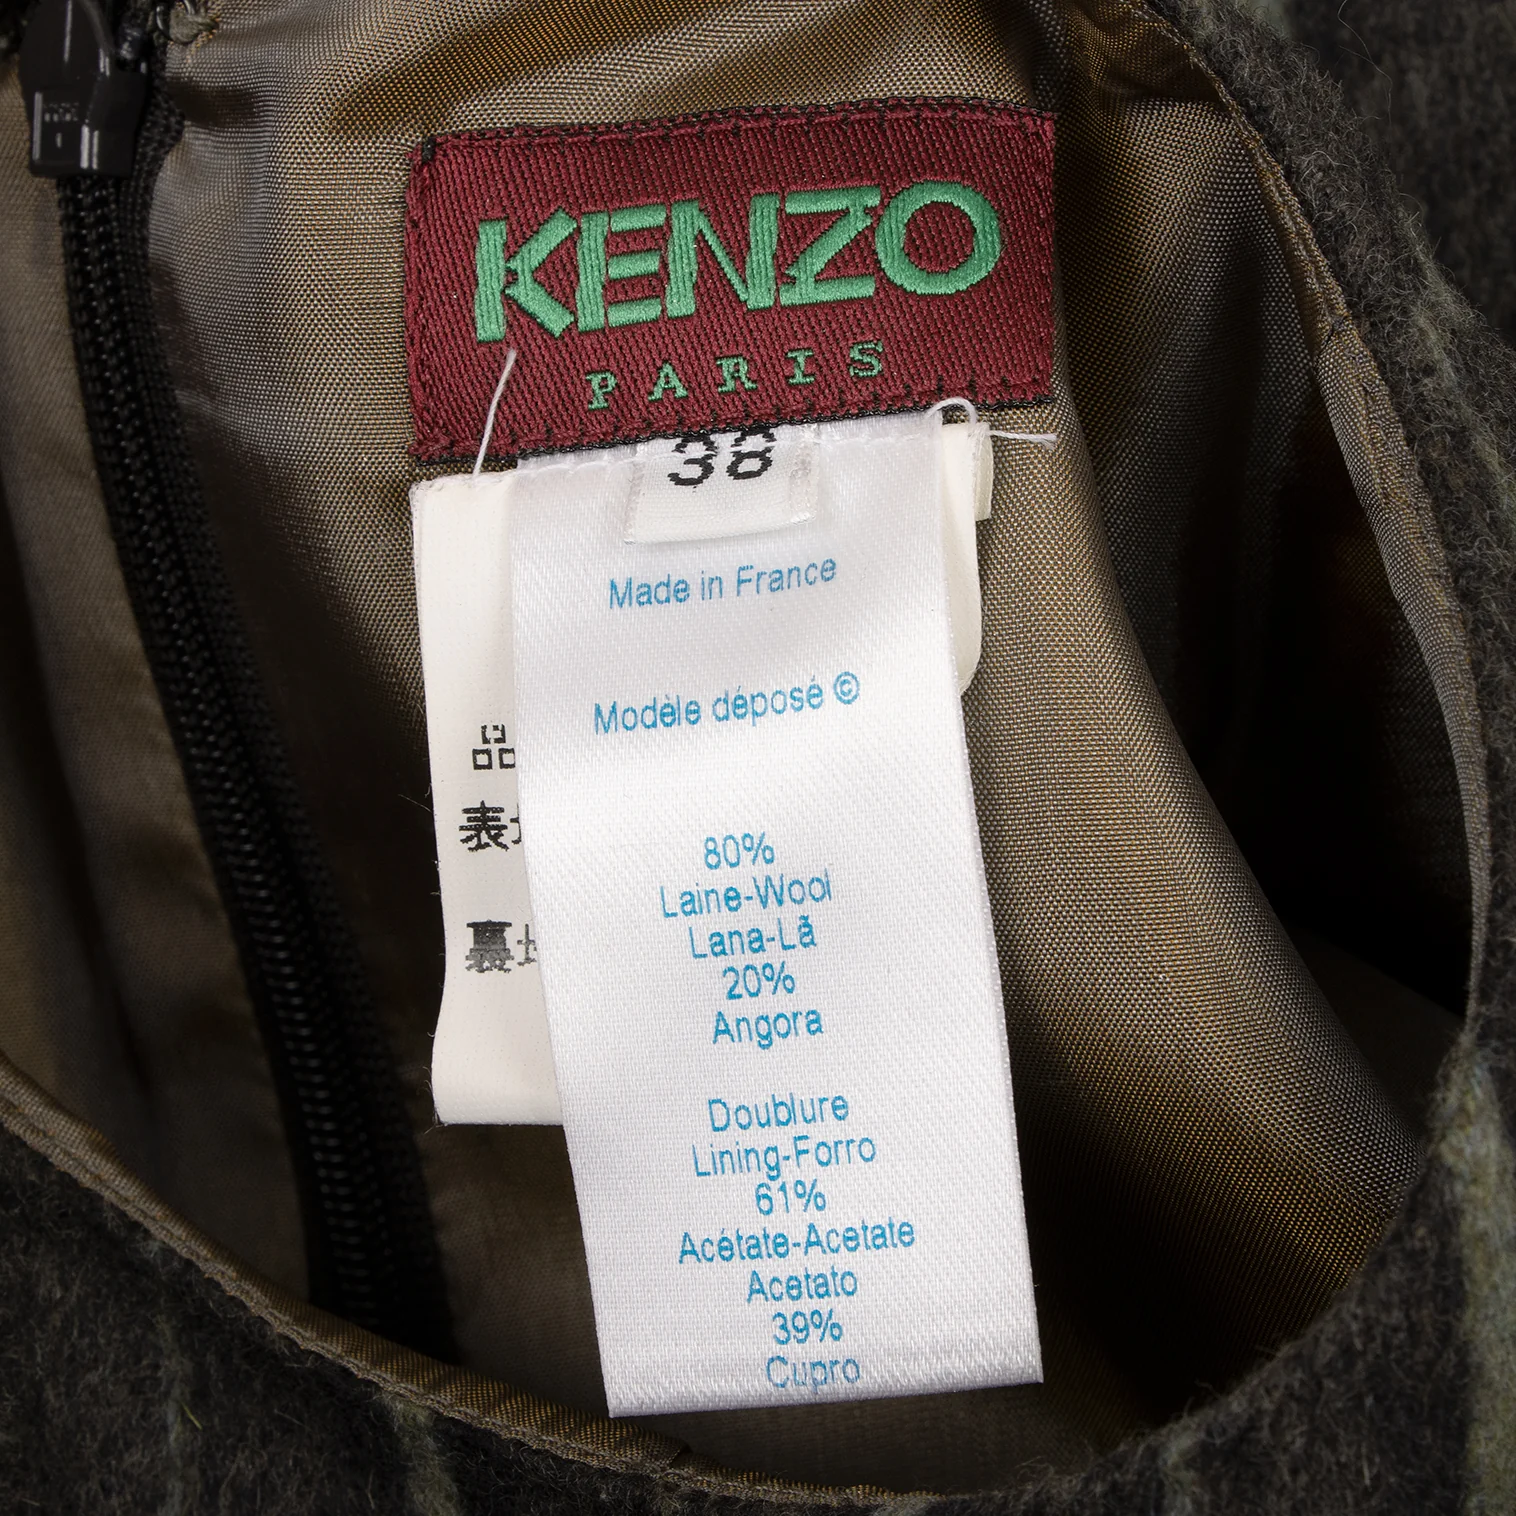 KENZO
PARIS
38
Made in France
Modèle déposé ©
品
表
裏
80%
Laine-Wool
Lana-Lã
20%
Angora
Doublure
Lining-Forro
61%
Acétate-Acetate
Acetato
39%
Cupro